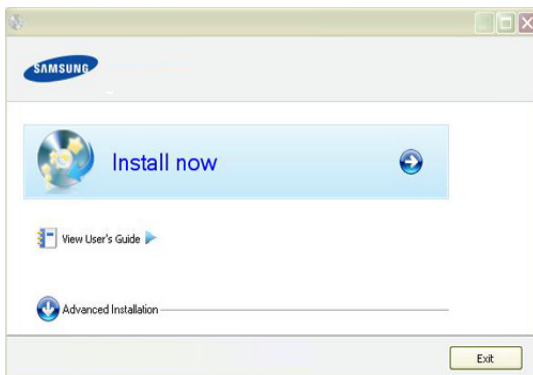 SAMSUNG
Install now
View User's Guide
Advanced Installation
Exit